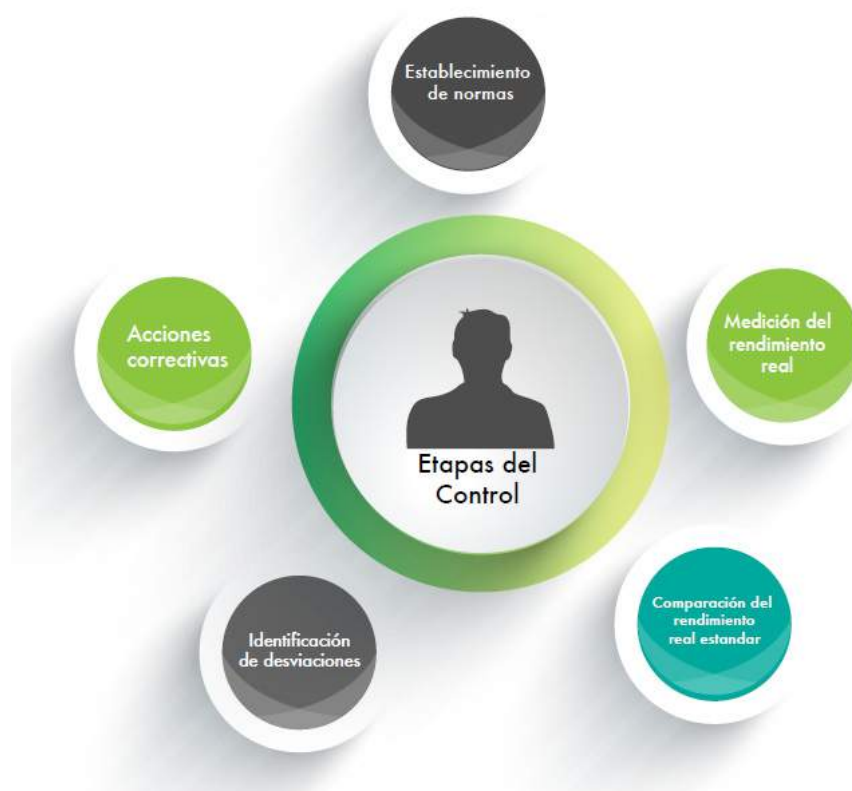 Establecimiento
de normas
Acciones
correctivas
Medición del
rendimiento
real
Etapas del
Control
Comparación del
rendimiento
real estandar
Identificación
de desviaciones